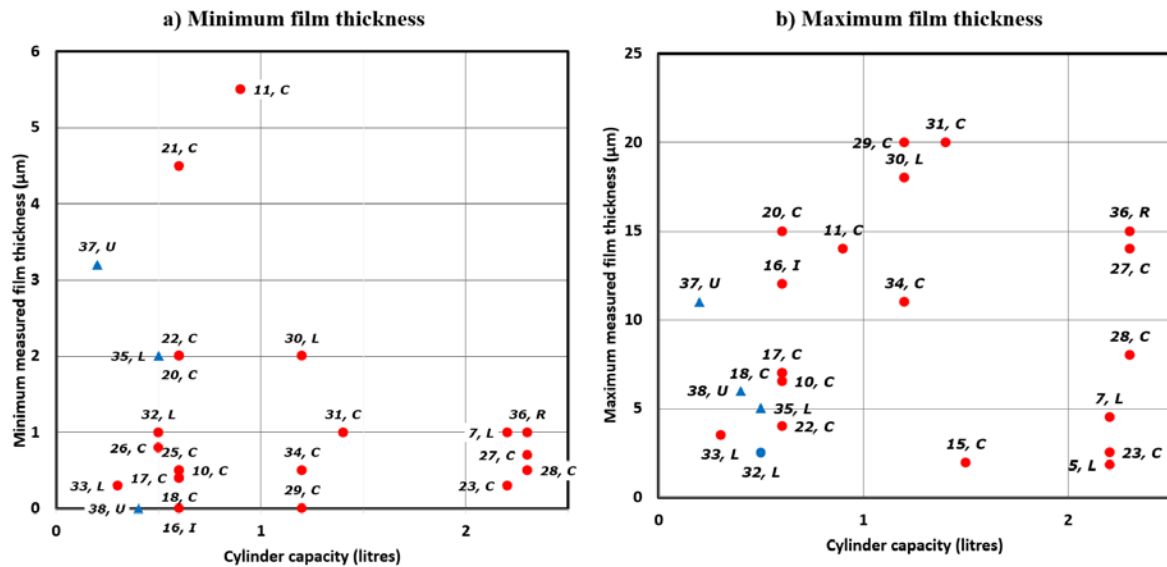 a) Minimum film thickness
Minimum measured film thickness (µm)
6
5
4
3
2
1
0
11, C
21, C
37, U
22, C
35, L
20, C
30, L
32, L
26, C
25, C
10, C
17, C
33, L
18, C
38, U
16, I
31, C
34, C
29, C
7, L
36, R
27, C
28, C
23, C
0
1
2
Cylinder capacity (litres)
b) Maximum film thickness
Maximum measured film thickness (µm)
25
20
15
10
5
0
31, C
29, C
30, L
20, C
11, C
36, R
27, C
16, I
37, U
34, C
28, C
17, C
18, C
10, C
38, U
35, L
22, C
33, L
32, L
15, C
7, L
23, C
5, L
0
1
2
Cylinder capacity (litres)